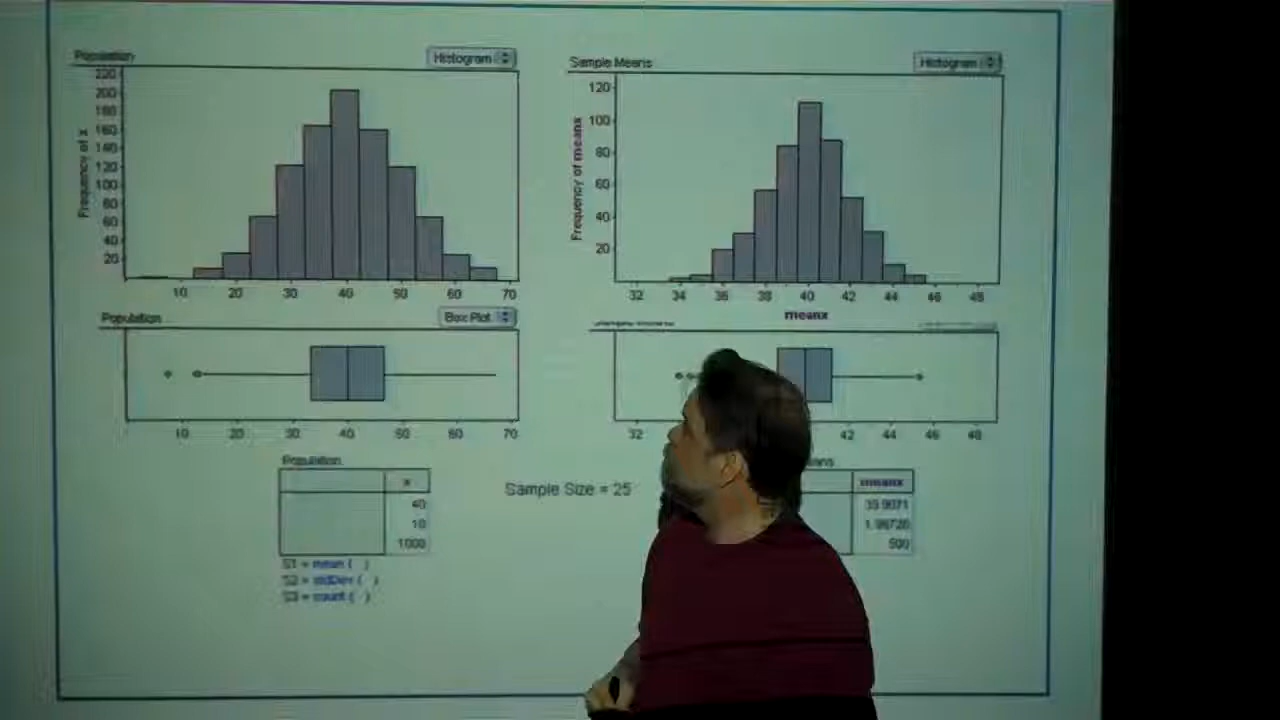 Population
Histogram
220
200
180
160
140
120
100
80
60
40
20
Frequency of x
10 20 30 40 50 60 70
Sample Means
Histogram
120
100
80
60
40
20
Frequency of meanx
32 34 36 38 40 42 44 46 48
meanx
Population
Box Plot
10 20 30 40 50 60 70
32 42 44 46 48
Population
x
40
10
1000
S1 = mean ( )
S2 = stdDev ( )
S3 = count ( )
Sample Size = 25
meanx
500